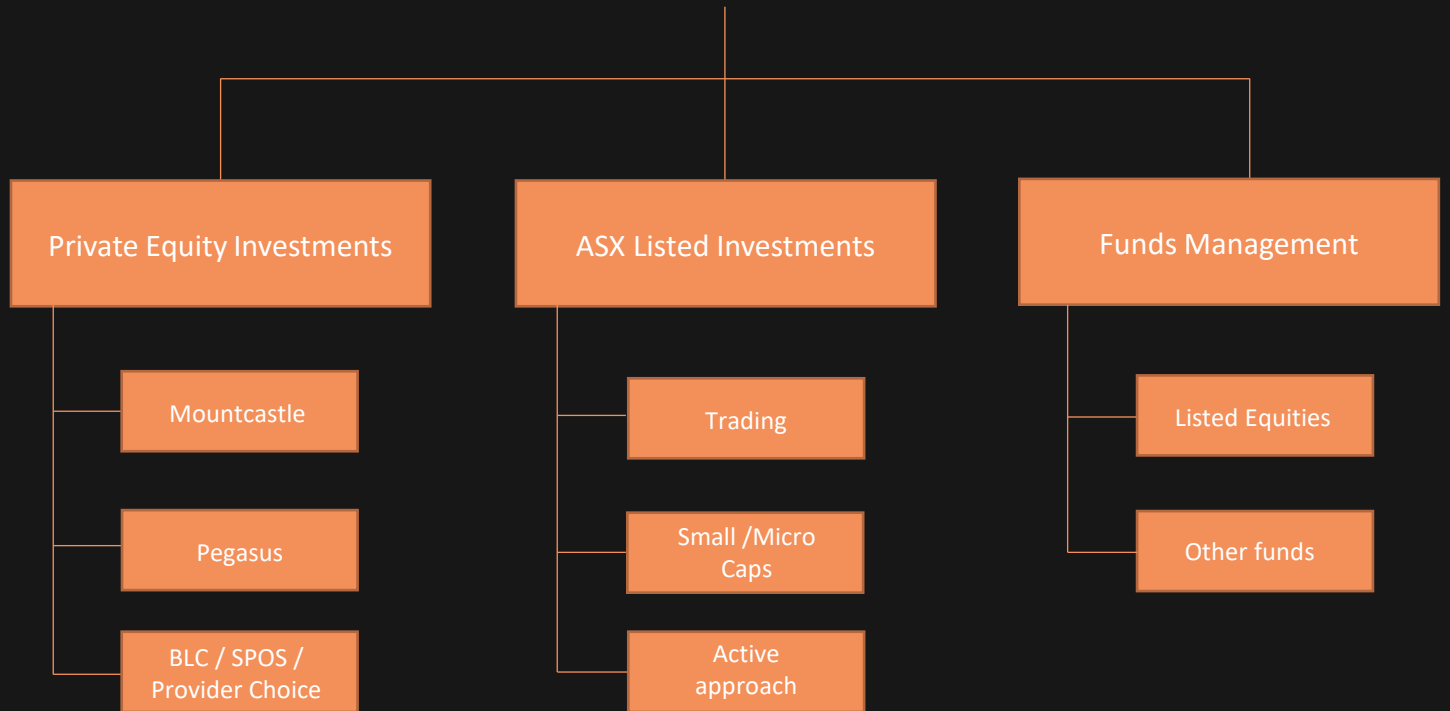 Private Equity Investments
ASX Listed Investments
Funds Management
Mountcastle
Trading
Listed Equities
Pegasus
Small /Micro
Caps
Other funds
BLC / SPOS /
Provider Choice
Active
approach